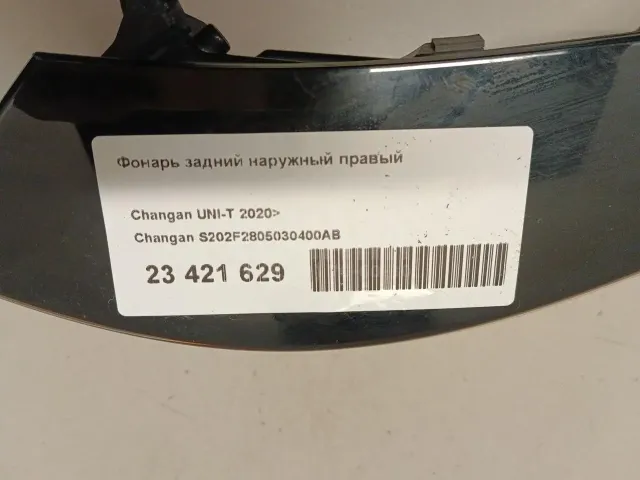 Фонарь задний наружный правый
Changan UNI-T 2020>
Changan S202F2805030400AB
23 421 629